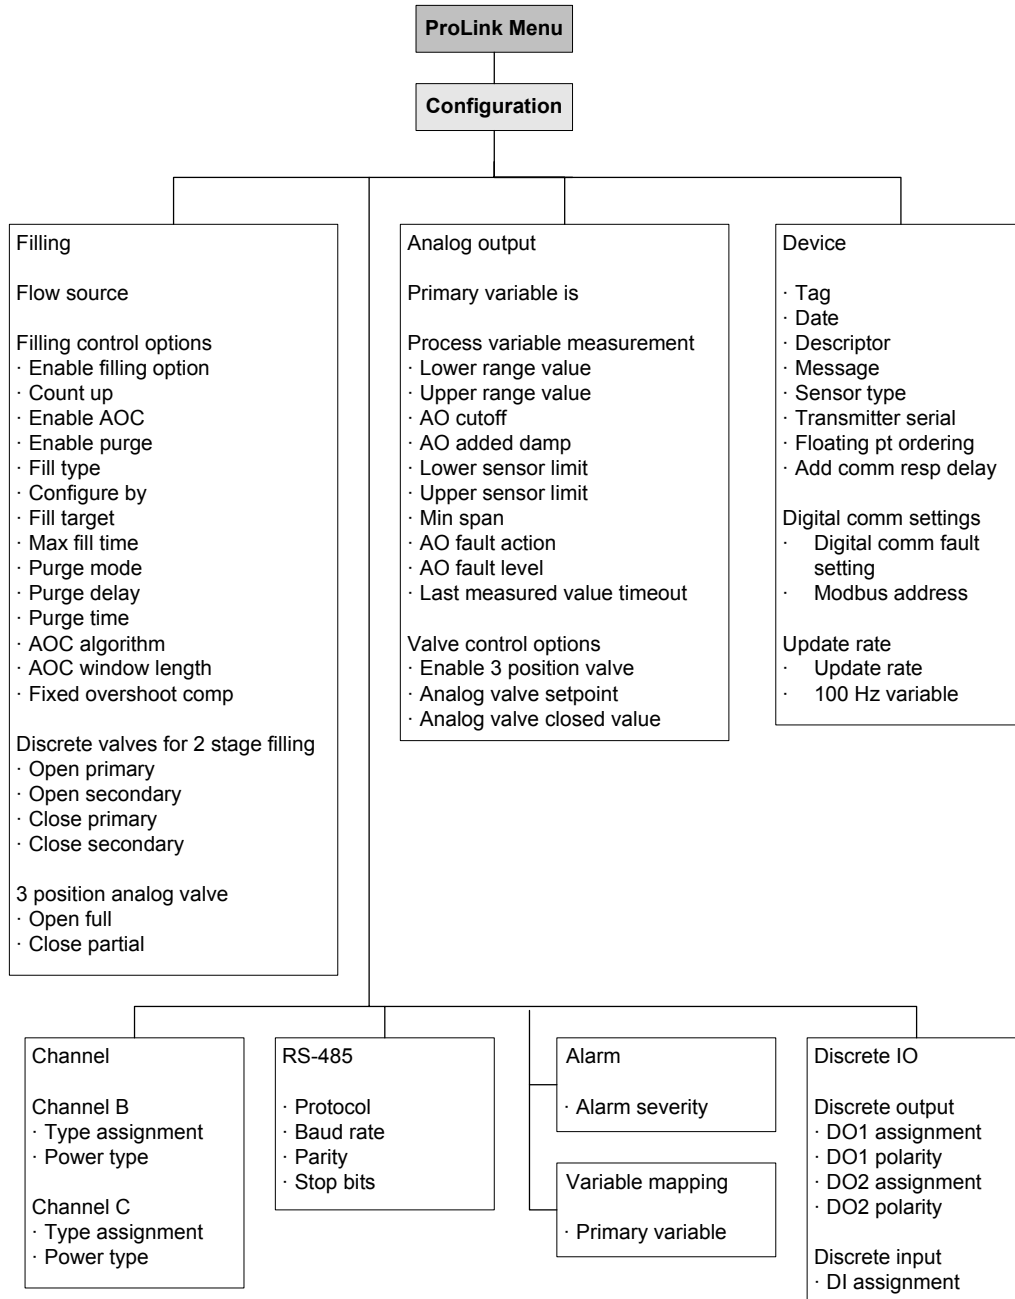 ProLink Menu
Configuration
Filling
Flow source
Filling control options
· Enable filling option
· Count up
· Enable AOC
· Enable purge
· Fill type
· Configure by
· Fill target
· Max fill time
· Purge mode
· Purge delay
· Purge time
· AOC algorithm
· AOC window length
· Fixed overshoot comp
Discrete valves for 2 stage filling
· Open primary
· Open secondary
· Close primary
· Close secondary
3 position analog valve
· Open full
· Close partial
Analog output
Primary variable is
Process variable measurement
· Lower range value
· Upper range value
· AO cutoff
· AO added damp
· Lower sensor limit
· Upper sensor limit
· Min span
· AO fault action
· AO fault level
· Last measured value timeout
Valve control options
· Enable 3 position valve
· Analog valve setpoint
· Analog valve closed value
Device
· Tag
· Date
· Descriptor
· Message
· Sensor type
· Transmitter serial
· Floating pt ordering
· Add comm resp delay
Digital comm settings
· Digital comm fault
setting
· Modbus address
Update rate
· Update rate
· 100 Hz variable
Channel
Channel B
· Type assignment
· Power type
Channel C
· Type assignment
· Power type
RS-485
· Protocol
· Baud rate
· Parity
· Stop bits
Alarm
· Alarm severity
Variable mapping
· Primary variable
Discrete IO
Discrete output
· DO1 assignment
· DO1 polarity
· DO2 assignment
· DO2 polarity
Discrete input
· DI assignment